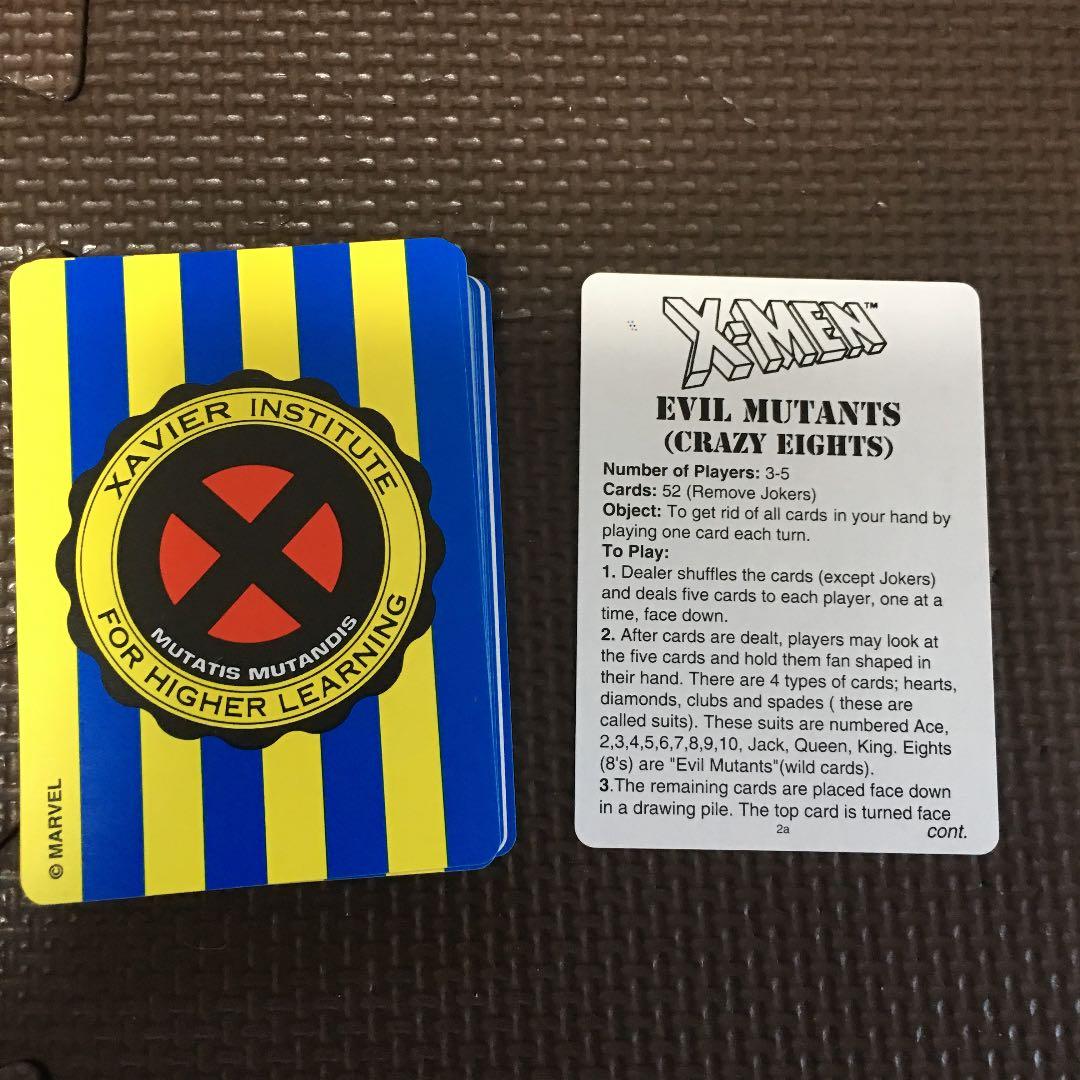 XAVIER INSTITUTE
MUTATIS MUTANDIS
FOR HIGHER LEARNING
© MARVEL
X-MEN™
EVIL MUTANTS
(CRAZY EIGHTS)
Number of Players: 3-5
Cards: 52 (Remove Jokers)
Object: To get rid of all cards in your hand by
playing one card each turn.
To Play:
1. Dealer shuffles the cards (except Jokers)
and deals five cards to each player, one at a
time, face down.
2. After cards are dealt, players may look at
the five cards and hold them fan shaped in
their hand. There are 4 types of cards; hearts,
diamonds, clubs and spades ( these are
called suits). These suits are numbered Ace,
2,3,4,5,6,7,8,9,10, Jack, Queen, King. Eights
(8's) are "Evil Mutants"(wild cards).
3.The remaining cards are placed face down
in a drawing pile. The top card is turned face
2a
cont.